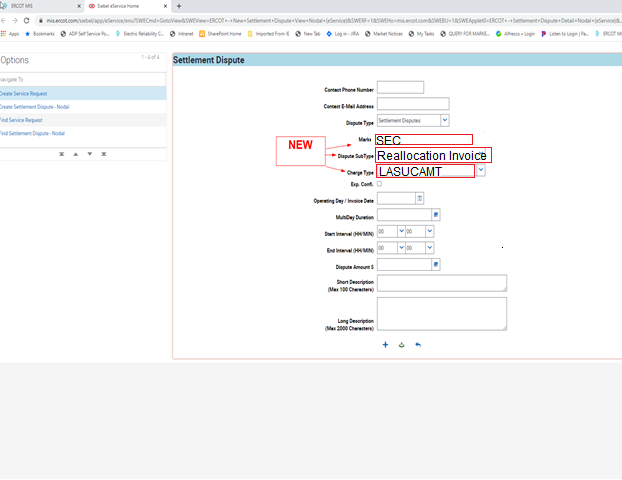 ERCOT MIS
Siebel eService Home
mis.ercot.com/siebel/app/eService/enu/?SWECmd=GotoView&SWEView=ERCOT+-+New+Settlement+Dispute+View+Nodal+(eService)&SWERF=1&SWEHo=mis.ercot.com&SWEBU=1&SWEApplet0=ERCOT+-+Settlement+Dispute+Detail+Nodal+(eService)&
Apps
Bookmarks
ADP Self Service Po...
Electric Reliability C...
Intranet
SharePoint Home
Imported From IE
New Tab
Log in - JIRA
Market Notices
My Tasks
QUERY FOR MARKE...
Alfresco » Login
Listen to Login | Pa...
ERCOT MI
Options
1 - 4 of 4
Navigate To
Create Service Request
Create Settlement Dispute - Nodal
Find Service Request
Find Settlement Dispute - Nodal
Settlement Dispute
Contact Phone Number
Contact E-Mail Address
Dispute Type
Settlement Disputes
NEW
Marks
SEC
Dispute SubType
Reallocation Invoice
Charge Type
LASUCAMT
Exp. Confi.
Operating Day / Invoice Date
MultiDay Duration
Start Interval (HH/MIN)
00
00
End Interval (HH/MIN)
00
00
Dispute Amount $
Short Description
(Max 100 Characters)
Long Description
(Max 2000 Characters)